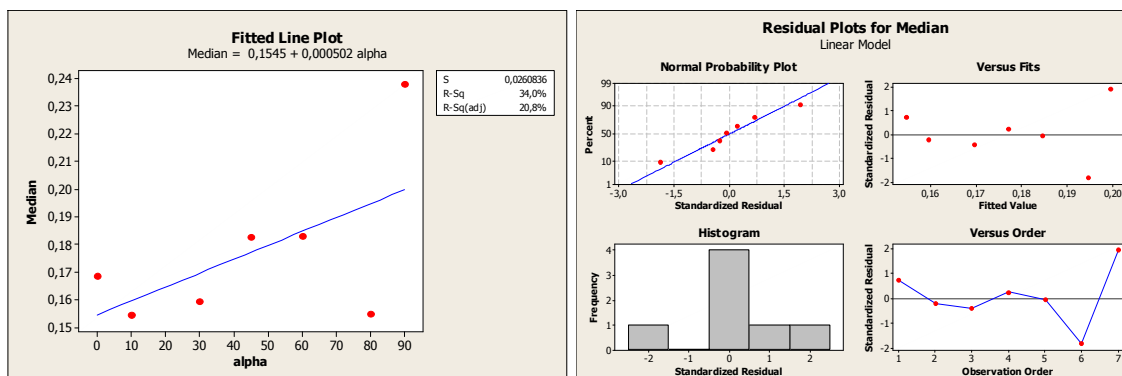 Fitted Line Plot
Median = 0,1545 + 0,000502 alpha
S 0,0260836
R-Sq 34,0%
R-Sq(adj) 20,8%
0,24
0,23
0,22
0,21
0,20
0,19
0,18
0,17
0,16
0,15
Median
0 10 20 30 40 50 60 70 80 90
alpha
Residual Plots for Median
Linear Model
Normal Probability Plot
99
90
50
10
1
Percent
-3,0 -1,5 0,0 1,5 3,0
Standardized Residual
Versus Fits
2
1
0
-1
-2
Standardized Residual
0,16 0,17 0,18 0,19 0,20
Fitted Value
Histogram
4
3
2
1
0
Frequency
-2 -1 0 1 2
Standardized Residual
Versus Order
2
1
0
-1
-2
Standardized Residual
1 2 3 4 5 6 7
Observation Order